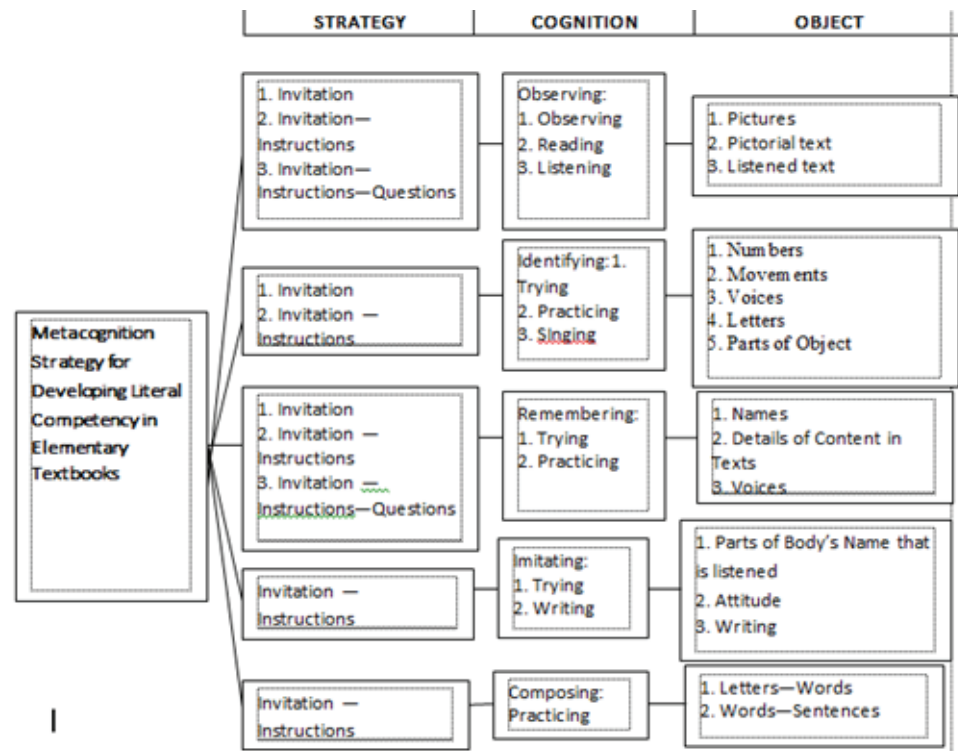 STRATEGY COGNITION OBJECT
Metacognition
Strategy for
Developing Literal
Competency in
Elementary
Textbooks
1. Invitation
2. Invitation—
Instructions
3. Invitation—
Instructions—Questions
Observing:
1. Observing
2. Reading
3. Listening
1. Pictures
2. Pictorial text
3. Listened text
1. Invitation
2. Invitation —
Instructions
Identifying:1.
Trying
2. Practicing
3. SInging
1. Numbers
2. Movements
3. Voices
4. Letters
5. Parts of Object
1. Invitation
2. Invitation —
Instructions
3. Invitation —
Instructions—Questions
Remembering:
1. Trying
2. Practicing
1. Names
2. Details of Content in
Texts
3. Voices
Invitation —
Instructions
Imitating:
1. Trying
2. Writing
1. Parts of Body's Name that
is listened
2. Attitude
3. Writing
Invitation —
Instructions
Composing:
Practicing
1. Letters—Words
2. Words—Sentences